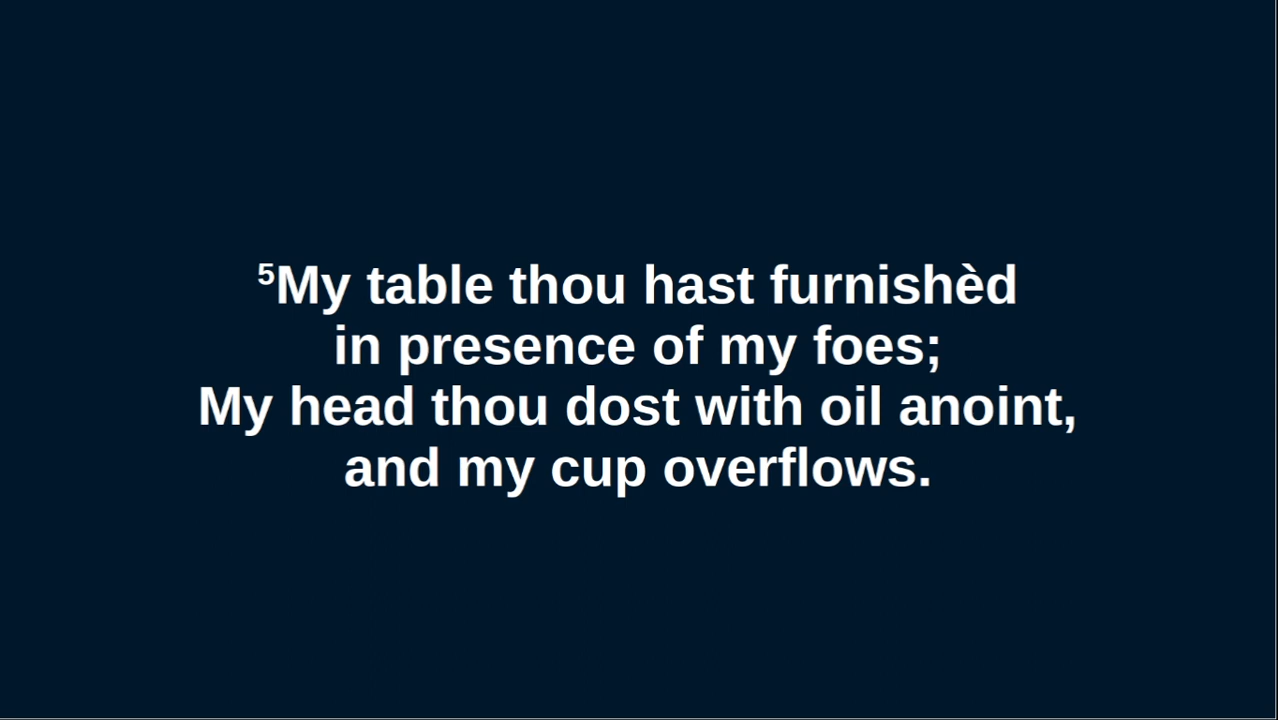 ⁵My table thou hast furnishèd
in presence of my foes;
My head thou dost with oil anoint,
and my cup overflows.